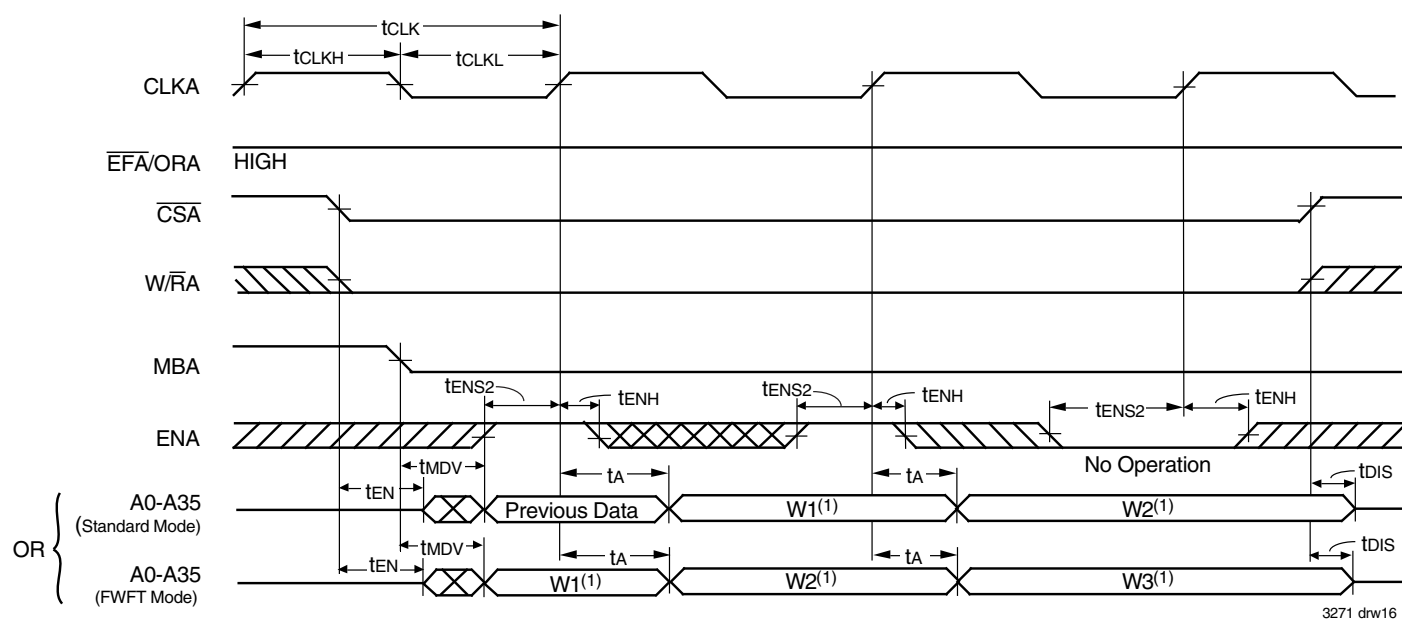 tCLK
tCLKH
tCLKL
CLKA
EFA/ORA HIGH
CSA
W/RA
MBA
tENS2
tENH
tENS2
tENH
tENS2
tENH
ENA
No Operation
tMDV
tA
tA
tDIS
tEN
A0-A35
(Standard Mode)
Previous Data
W1(1)
W2(1)
OR
tMDV
tA
tA
tDIS
tEN
A0-A35
(FWFT Mode)
W1(1)
W2(1)
W3(1)
3271 drw16